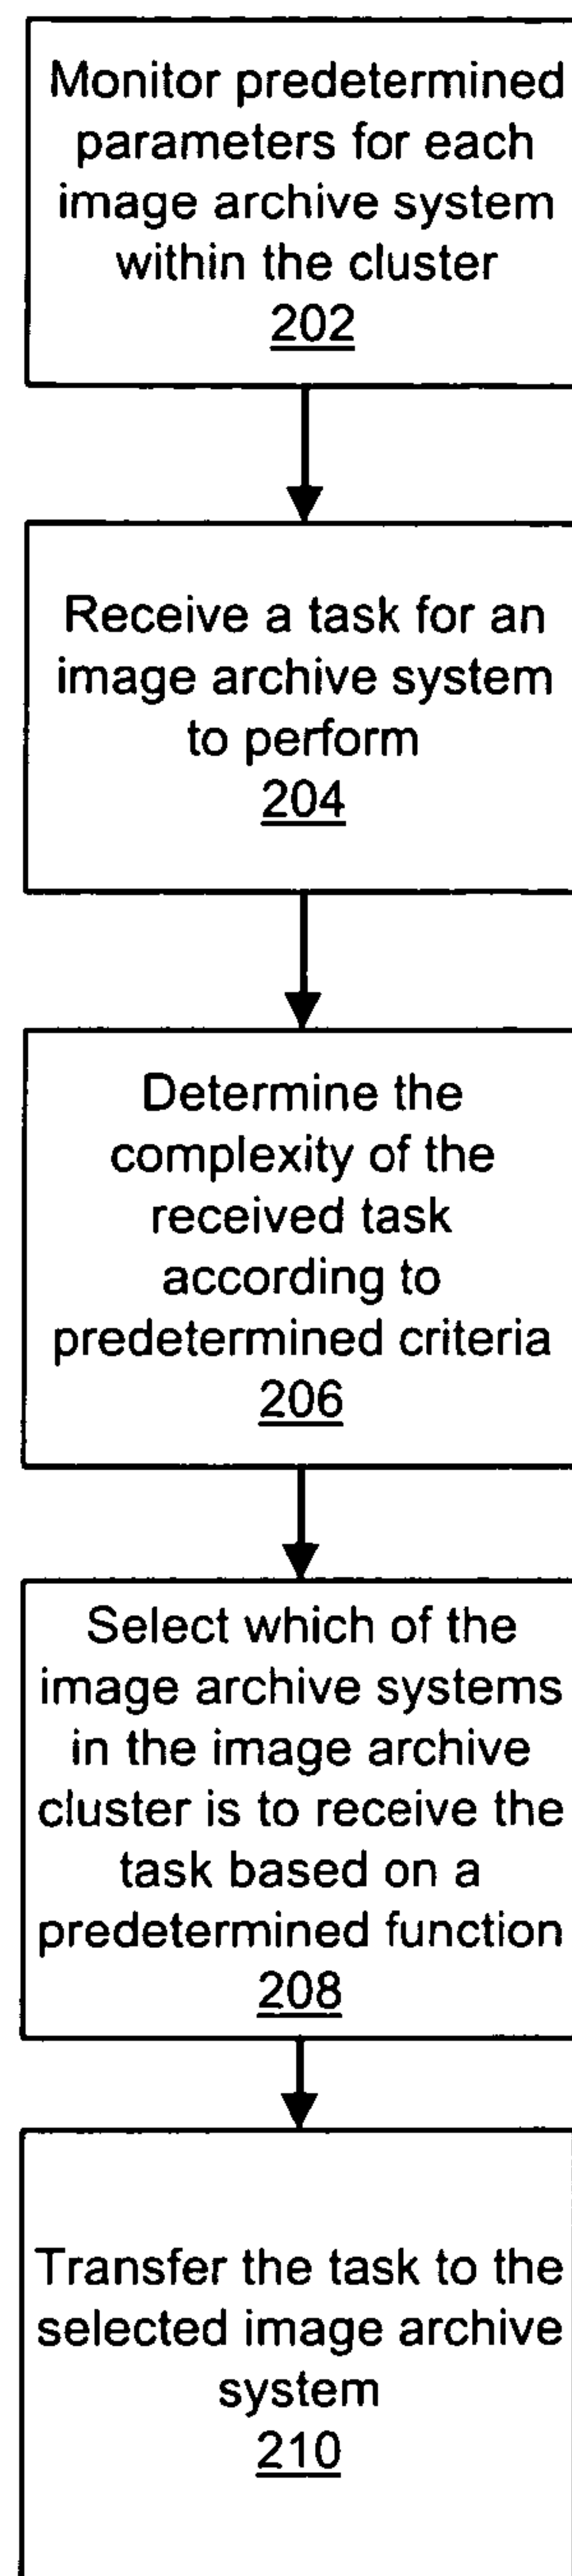 Monitor predetermined
parameters for each
image archive system
within the cluster
202
Receive a task for an
image archive system
to perform
204
Determine the
complexity of the
received task
according to
predetermined criteria
206
Select which of the
image archive systems
in the image archive
cluster is to receive the
task based on a
predetermined function
208
Transfer the task to the
selected image archive
system
210